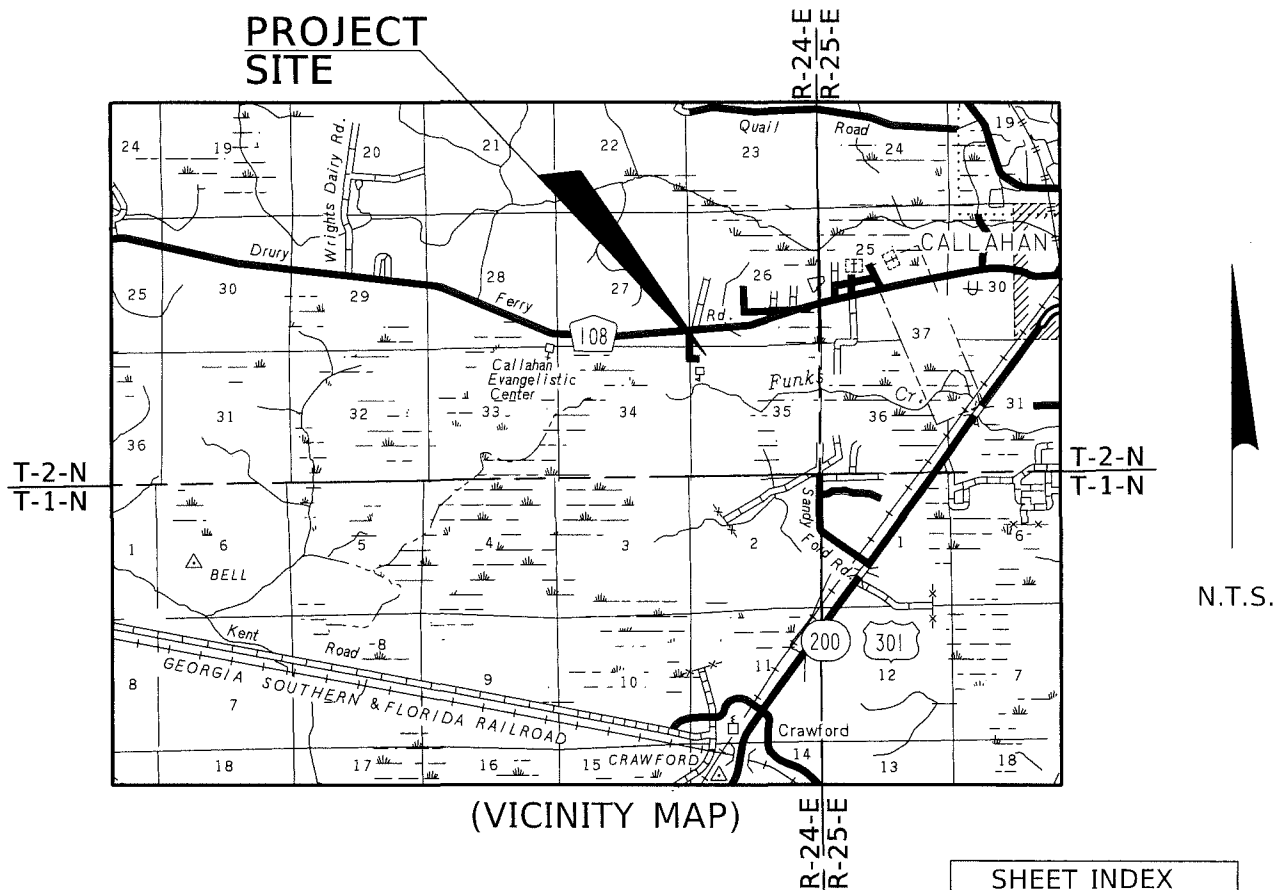 PROJECT
SITE
R-24-E
R-25-E
24
19
20
21
22
23
24
19
Quail Road
Wrights Dairy Rd.
CALLAHAN
25
26
25
30
29
28
27
30
Drury Ferry Rd.
108
37
Callahan
Evangelistic
Center
Funks Cr.
36
31
32
33
34
35
36
31
T-2-N
T-1-N
T-2-N
T-1-N
Sandy Ford Rd.
1
6
5
4
3
2
1
6
BELL
N.T.S.
Kent Road
GEORGIA SOUTHERN & FLORIDA RAILROAD
200
301
8
7
8
9
10
11
12
7
Crawford
CRAWFORD
18
17
16
15
14
13
18
(VICINITY MAP)
R-24-E
R-25-E
SHEET INDEX